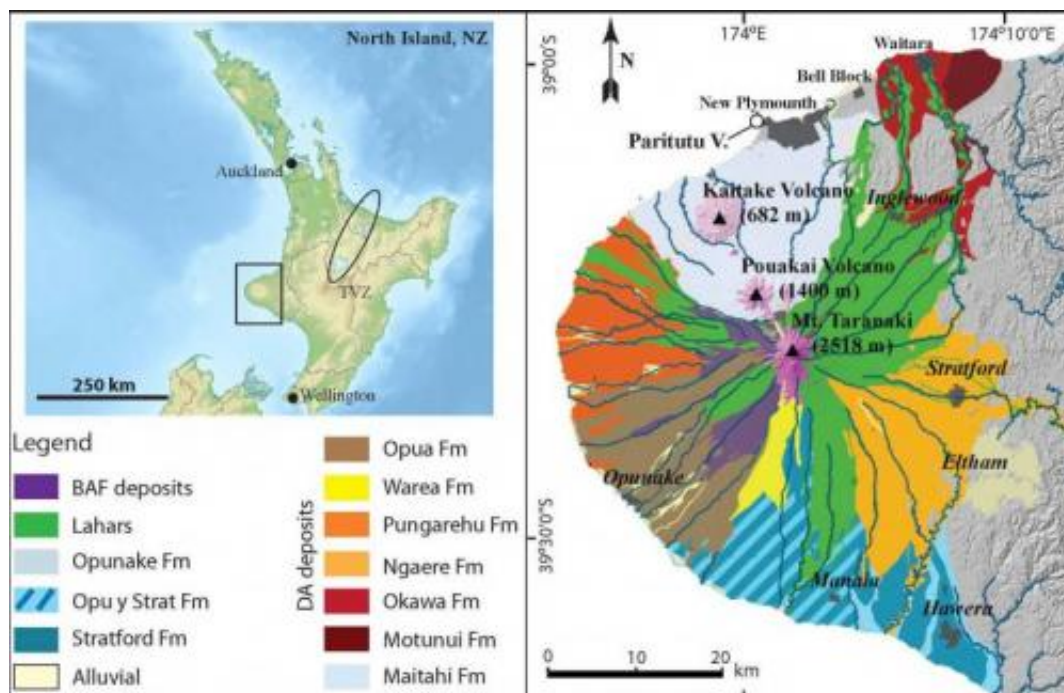 North Island, NZ
Auckland
TVZ
250 km
Wellington
Legend
BAF deposits
Lahars
Opunake Fm
Opu y Strat Fm
Stratford Fm
Alluvial
DA deposits
Opua Fm
Warea Fm
Pungarehu Fm
Ngaere Fm
Okawa Fm
Motunui Fm
Maitahi Fm
174°E
174°10'0"E
39°00'S
39°30'0"S
N
Waitara
Bell Block
New Plymounth
Paritutu V.
Kaitake Volcano
(682 m)
Inglewood
Pouakai Volcano
(1400 m)
Mt. Taranaki
(2518 m)
Stratford
Eltham
Opunake
Manaia
Hawera
0 10 20
km